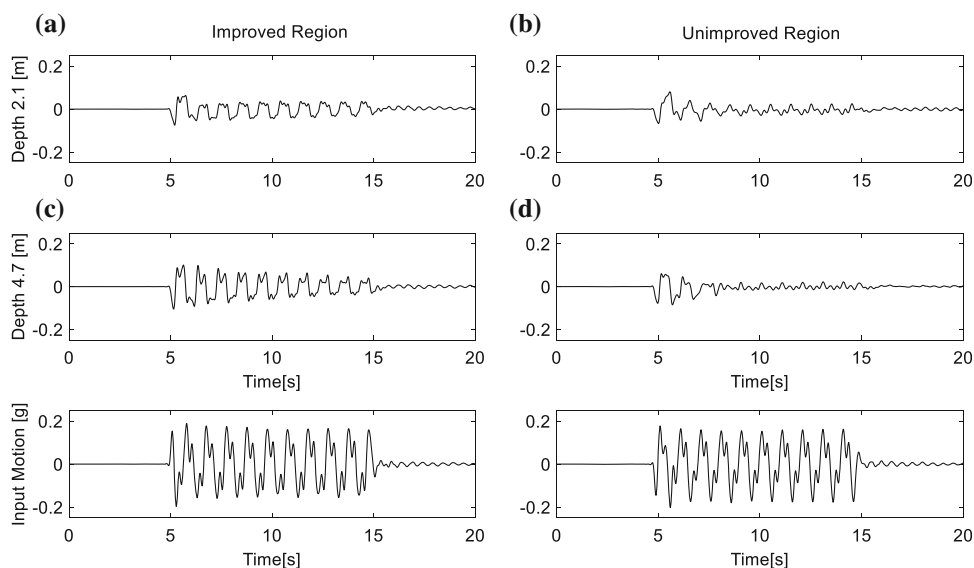 (a)
Improved Region
(b)
Unimproved Region
Depth 2.1 [m]
0.2
0
-0.2
0 5 10 15 20
0.2
0
-0.2
0 5 10 15 20
(c)
(d)
Depth 4.7 [m]
0.2
0
-0.2
0 5 10 15 20
Time[s]
0.2
0
-0.2
0 5 10 15 20
Time[s]
Input Motion [g]
0.2
0
-0.2
0 5 10 15 20
Time[s]
0.2
0
-0.2
0 5 10 15 20
Time[s]